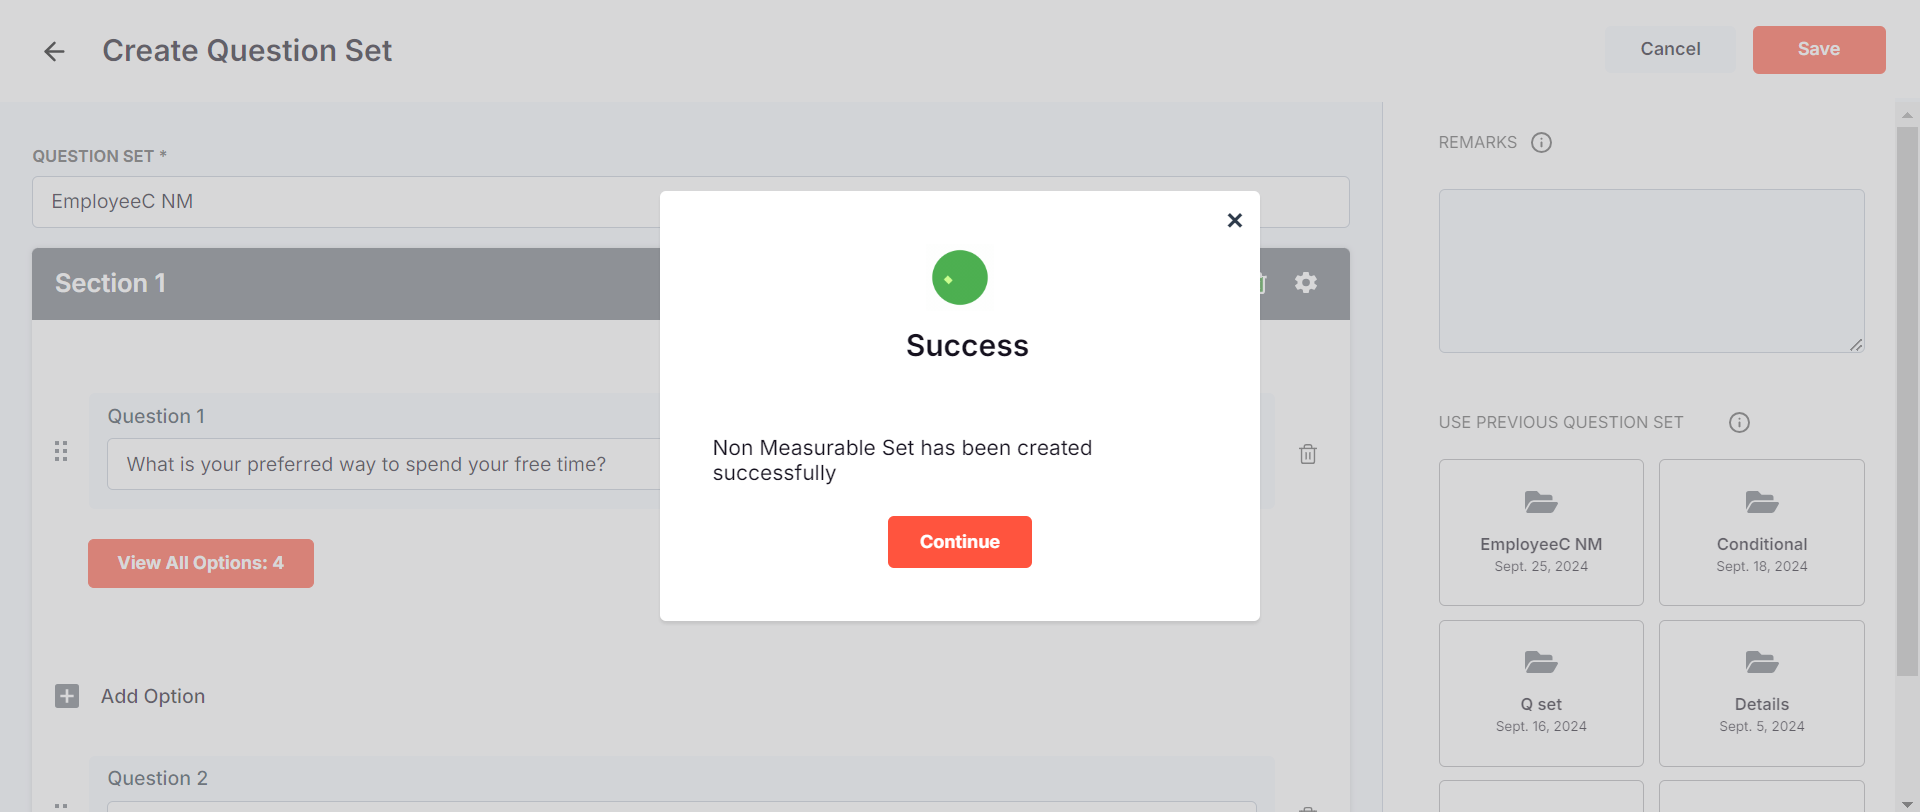 Create Question Set
Cancel
Save
QUESTION SET *
EmployeeC NM
Section 1
Question 1
What is your preferred way to spend your free time?
View All Options: 4
Add Option
Question 2
Success
Non Measurable Set has been created
successfully
Continue
REMARKS
USE PREVIOUS QUESTION SET
EmployeeC NM
Sept. 25, 2024
Conditional
Sept. 18, 2024
Q set
Sept. 16, 2024
Details
Sept. 5, 2024